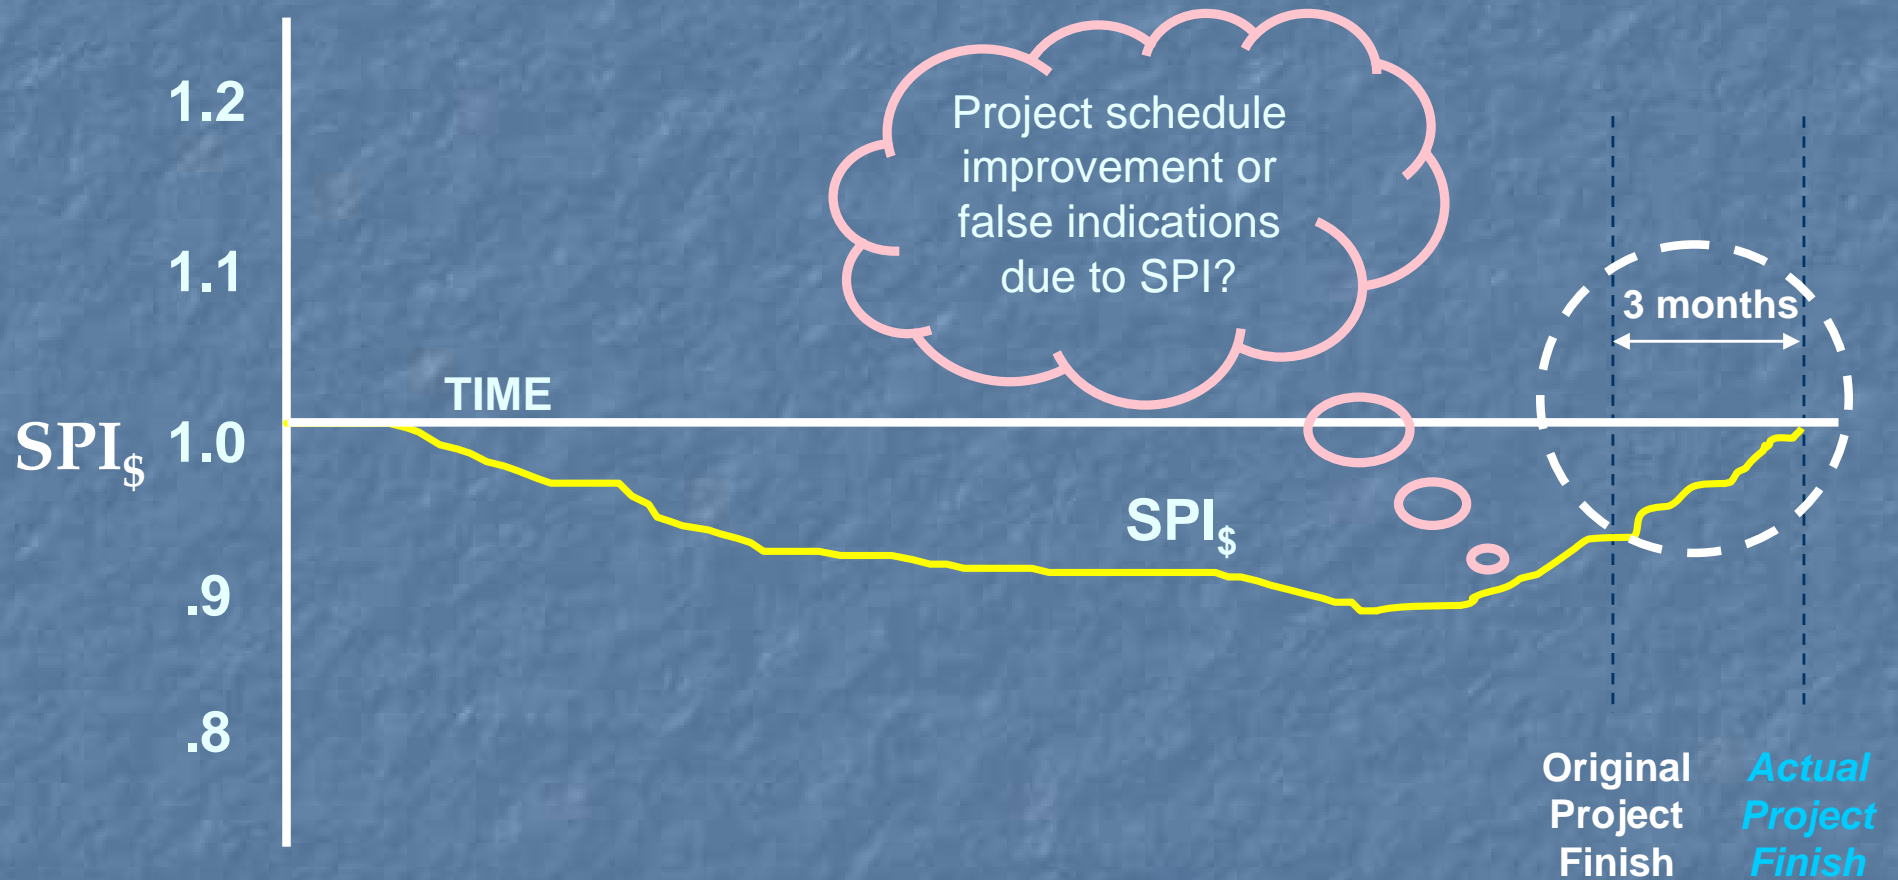 1.2
1.1
SPI$ 1.0
.9
.8
TIME
Project schedule
improvement or
false indications
due to SPI?
3 months
SPI$
Original
Project
Finish
Actual
Project
Finish